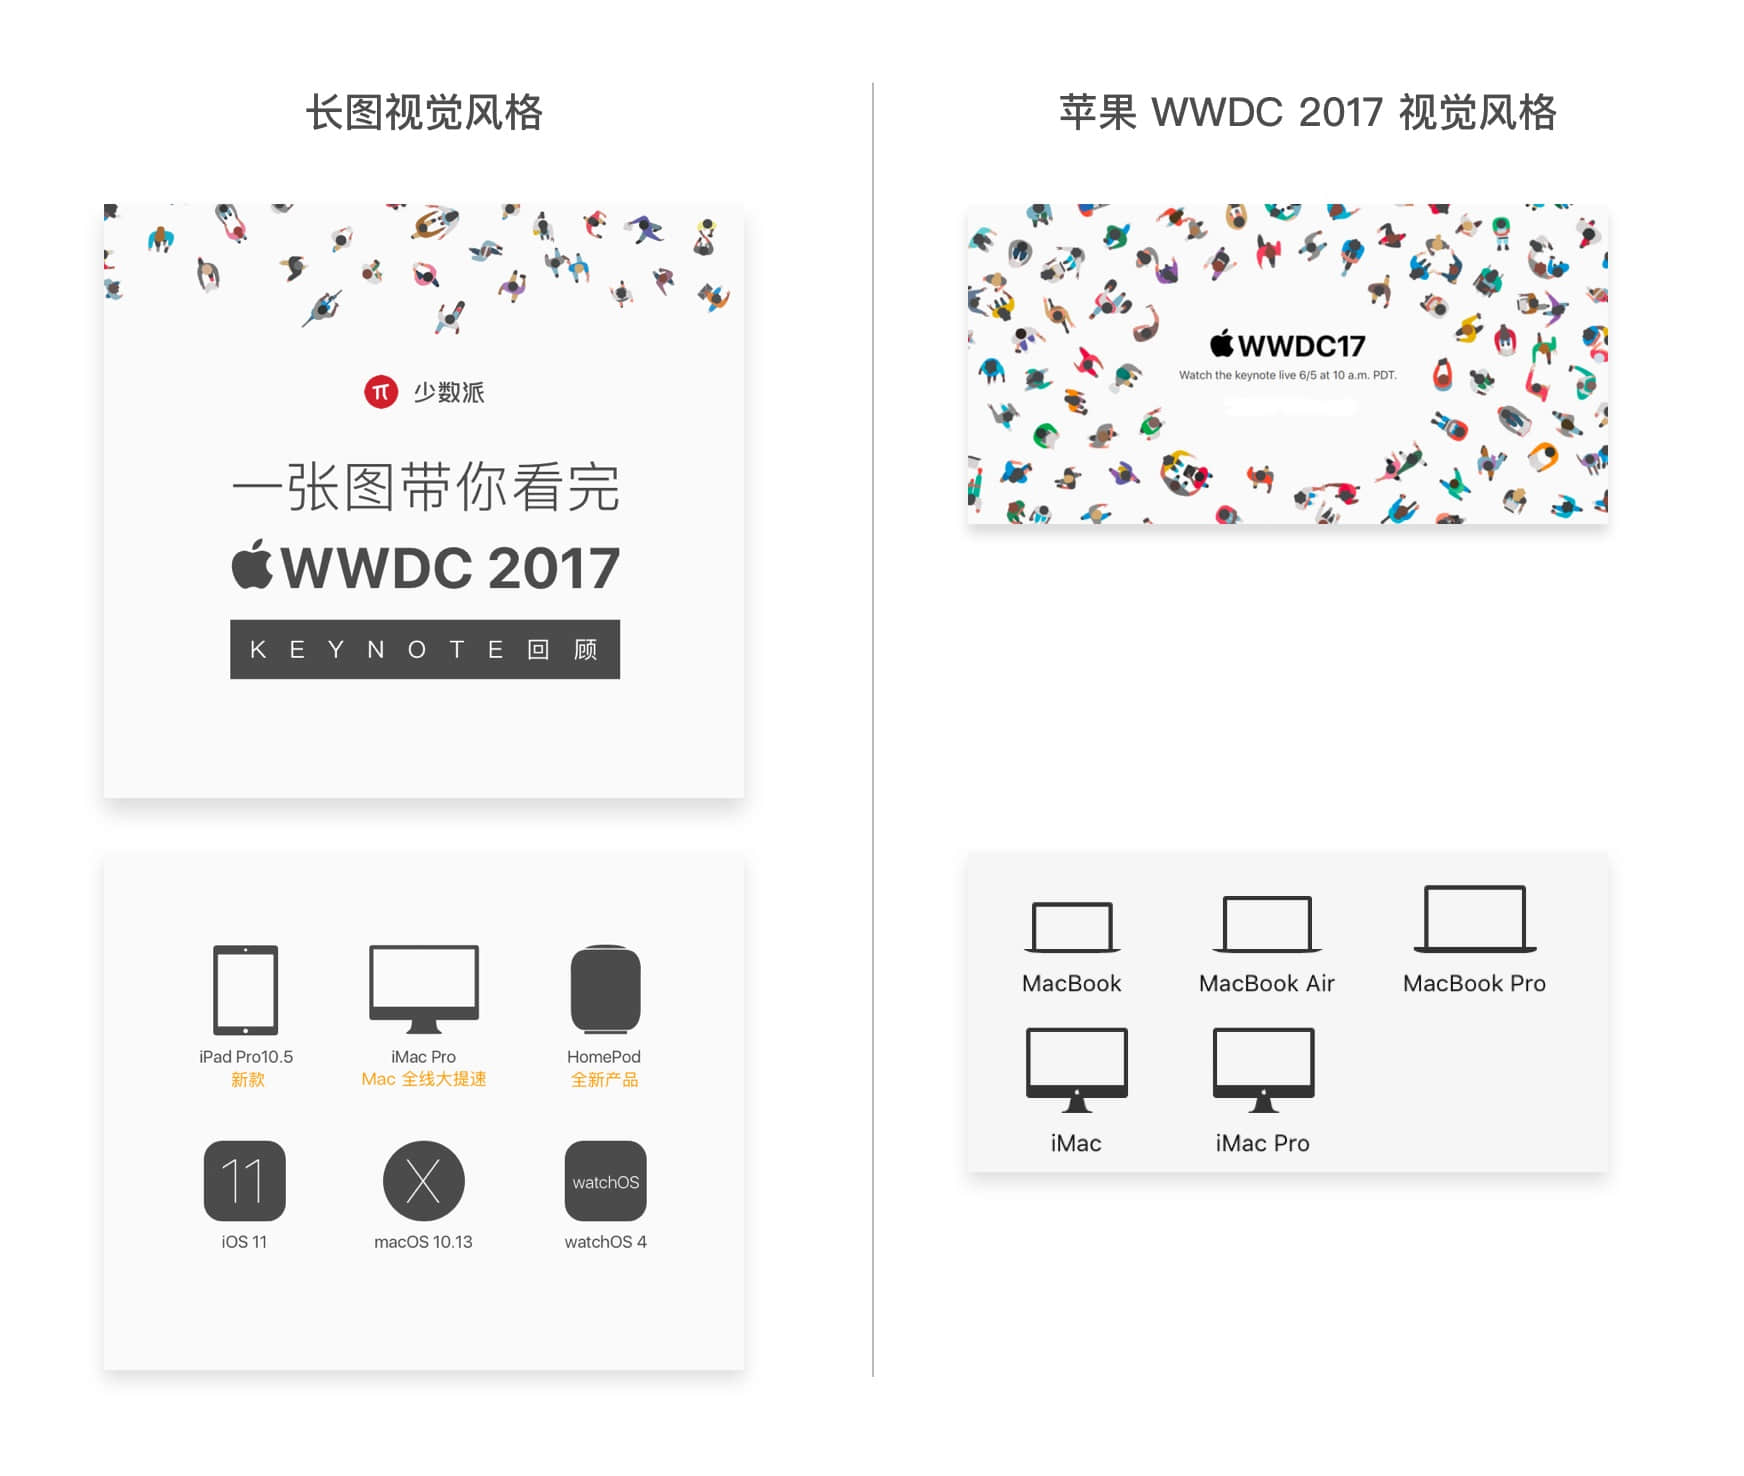 长图视觉风格
少数派
一张图带你看完
WWDC 2017
KEYNOTE回顾
iPad Pro10.5
新款
iMac Pro
Mac 全线大提速
HomePod
全新产品
11
iOS 11
X
macOS 10.13
watchOS
watchOS 4
苹果 WWDC 2017 视觉风格
WWDC17
Watch the keynote live 6/5 at 10 a.m. PDT.
MacBook
MacBook Air
MacBook Pro
iMac
iMac Pro